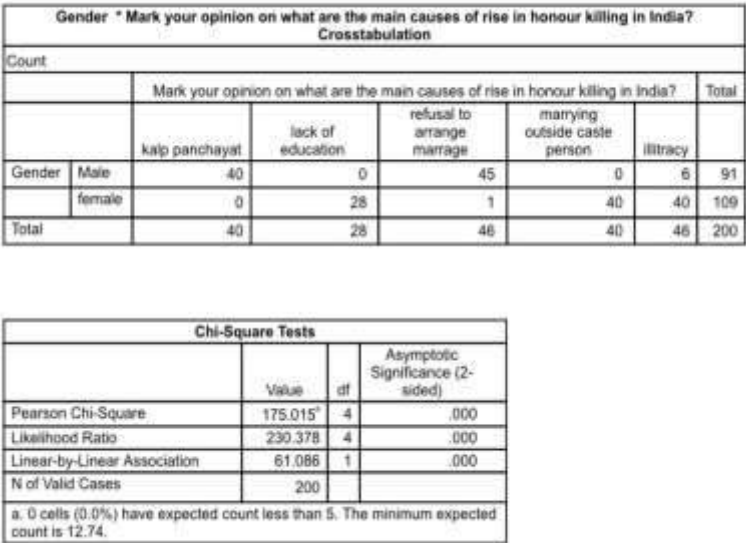 Gender * Mark your opinion on what are the main causes of rise in honour killing in India?
Crosstabulation
Count
Mark your opinion on what are the main causes of rise in honour killing in India? Total
kalp panchayat lack of education refusal to arrange marrage marrying outside caste person illitracy
Gender Male 40 0 45 0 6 91
female 0 28 1 40 40 109
Total 40 28 46 40 46 200
Chi-Square Tests
Value df Asymptotic Significance (2-sided)
Pearson Chi-Square 175.015a 4 .000
Likelihood Ratio 230.378 4 .000
Linear-by-Linear Association 61.086 1 .000
N of Valid Cases 200
a. 0 cells (0.0%) have expected count less than 5. The minimum expected
count is 12.74.